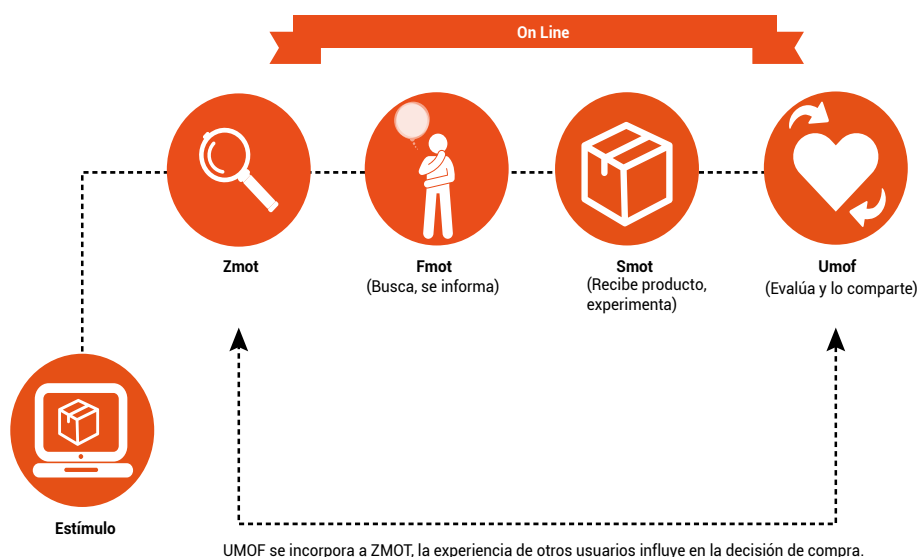 On Line
Zmot
Fmot
(Busca, se informa)
Smot
(Recibe producto,
experimenta)
Umof
(Evalúa y lo comparte)
Estímulo
UMOF se incorpora a ZMOT, la experiencia de otros usuarios influye en la decisión de compra.